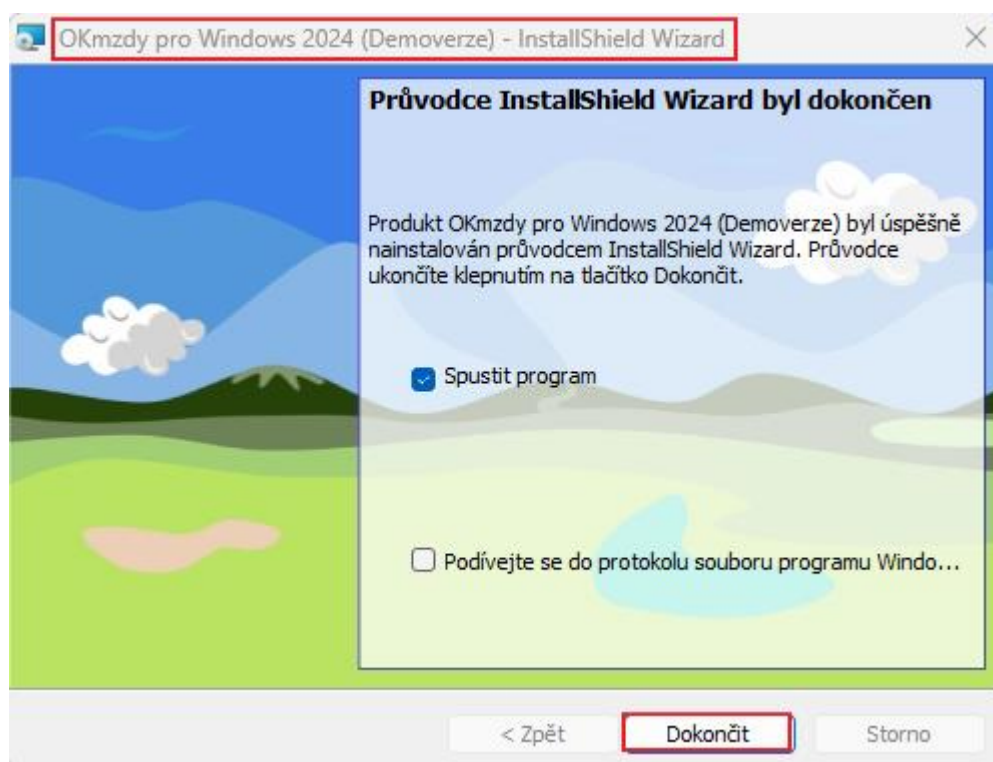 OKmzdy pro Windows 2024 (Demoverze) - InstallShield Wizard
Průvodce InstallShield Wizard byl dokončen
Produkt OKmzdy pro Windows 2024 (Demoverze) byl úspěšně
nainstalován průvodcem InstallShield Wizard. Průvodce
ukončíte klepnutím na tlačítko Dokončit.
Spustit program
Podívejte se do protokolu souboru programu Windo...
< Zpět Dokončit Storno